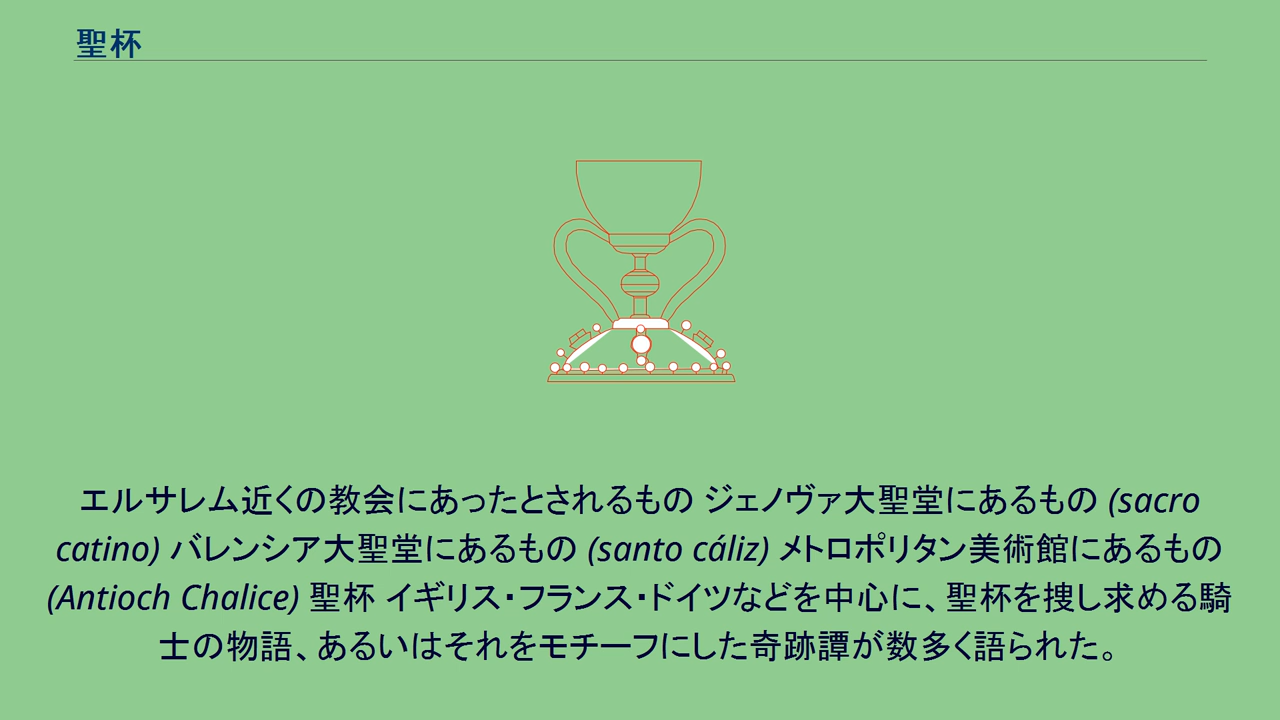 聖杯
エルサレム近くの教会にあったとされるもの ジェノヴァ大聖堂にあるもの (sacro
catino) バレンシア大聖堂にあるもの (santo cáliz) メトロポリタン美術館にあるもの
(Antioch Chalice) 聖杯 イギリス・フランス・ドイツなどを中心に、聖杯を捜し求める騎
士の物語、あるいはそれをモチーフにした奇跡譚が数多く語られた。